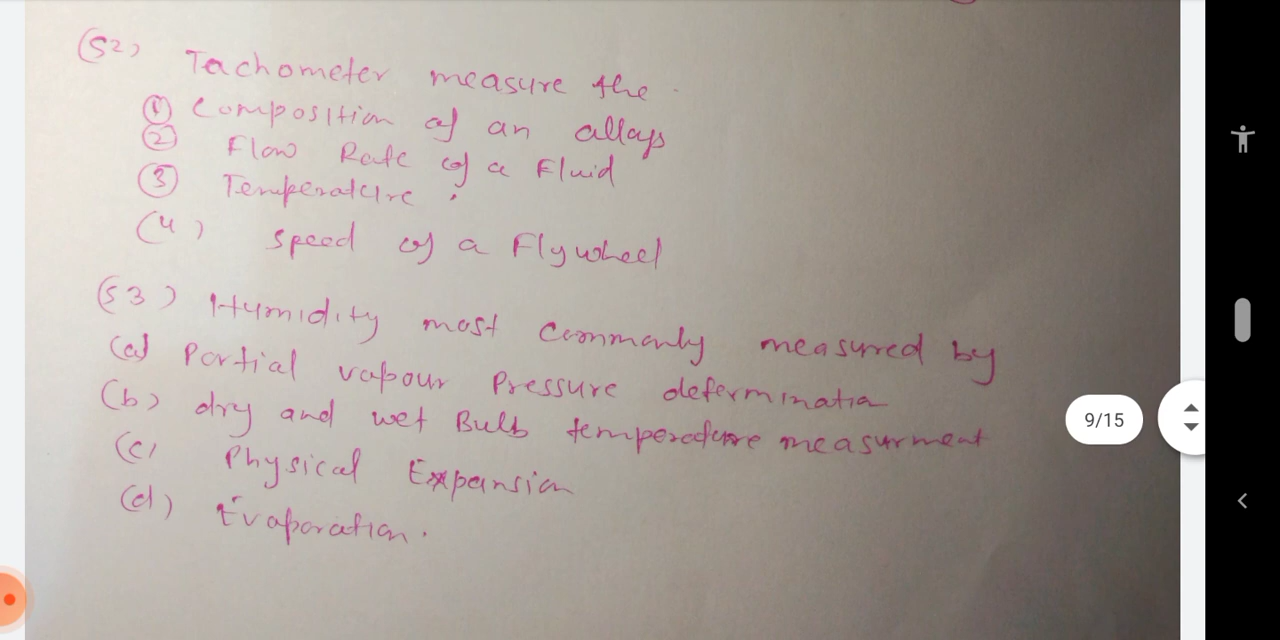 (52) Tachometer measure the
① Composition of an allays
② Flow Rate of a Fluid
③ Temperature.
(4) Speed of a Flywheel
(53) Humidity most commonly measured by
(a) Partial vapour Pressure determination
(b) dry and wet Bulb temperature measurment
(c) Physical Expansion
(d) Evaporation.
9/15